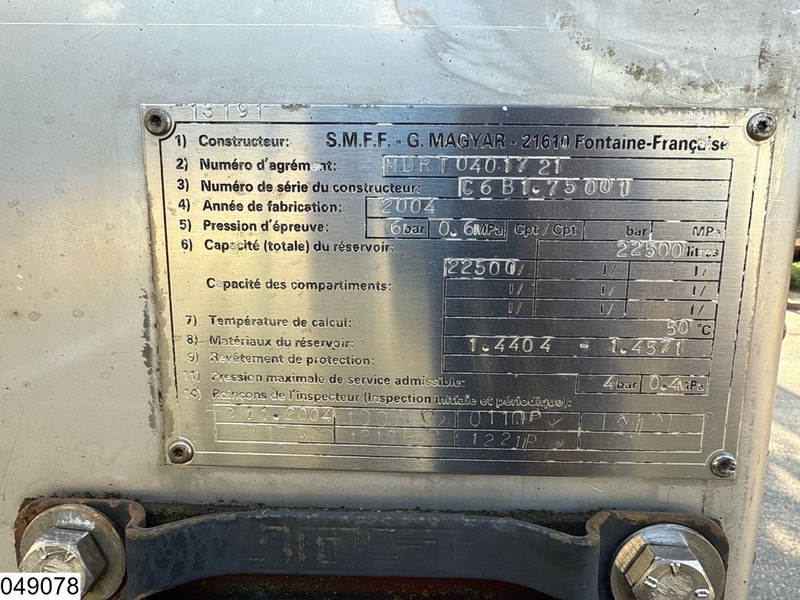 13191
1) Constructeur: S.M.F.F. - G. MAGYAR - 21610 Fontaine-Française
2) Numéro d'agrément: MDRT 040.17 21
3) Numéro de série du constructeur: C6B1.75001
4) Année de fabrication: 2004
5) Pression d'épreuve: 6 bar 0.6 MPa Cpt / Cpt bar MPa
6) Capacité (totale) du réservoir: 22500 litres
22500 l/ l/ l/
Capacité des compartiments: l/ l/ l/
l/ l/ l/
7) Température de calcul: 50 °C
8) Matériaux du réservoir: 1.4404 - 1.4571
9) Revêtement de protection:
11) Pression maximale de service admissible: 4 bar 0.4 MPa
14) Poinçons de l'inspecteur (Inspection initiale et périodique):
11.2004 0110P
1221P
049078